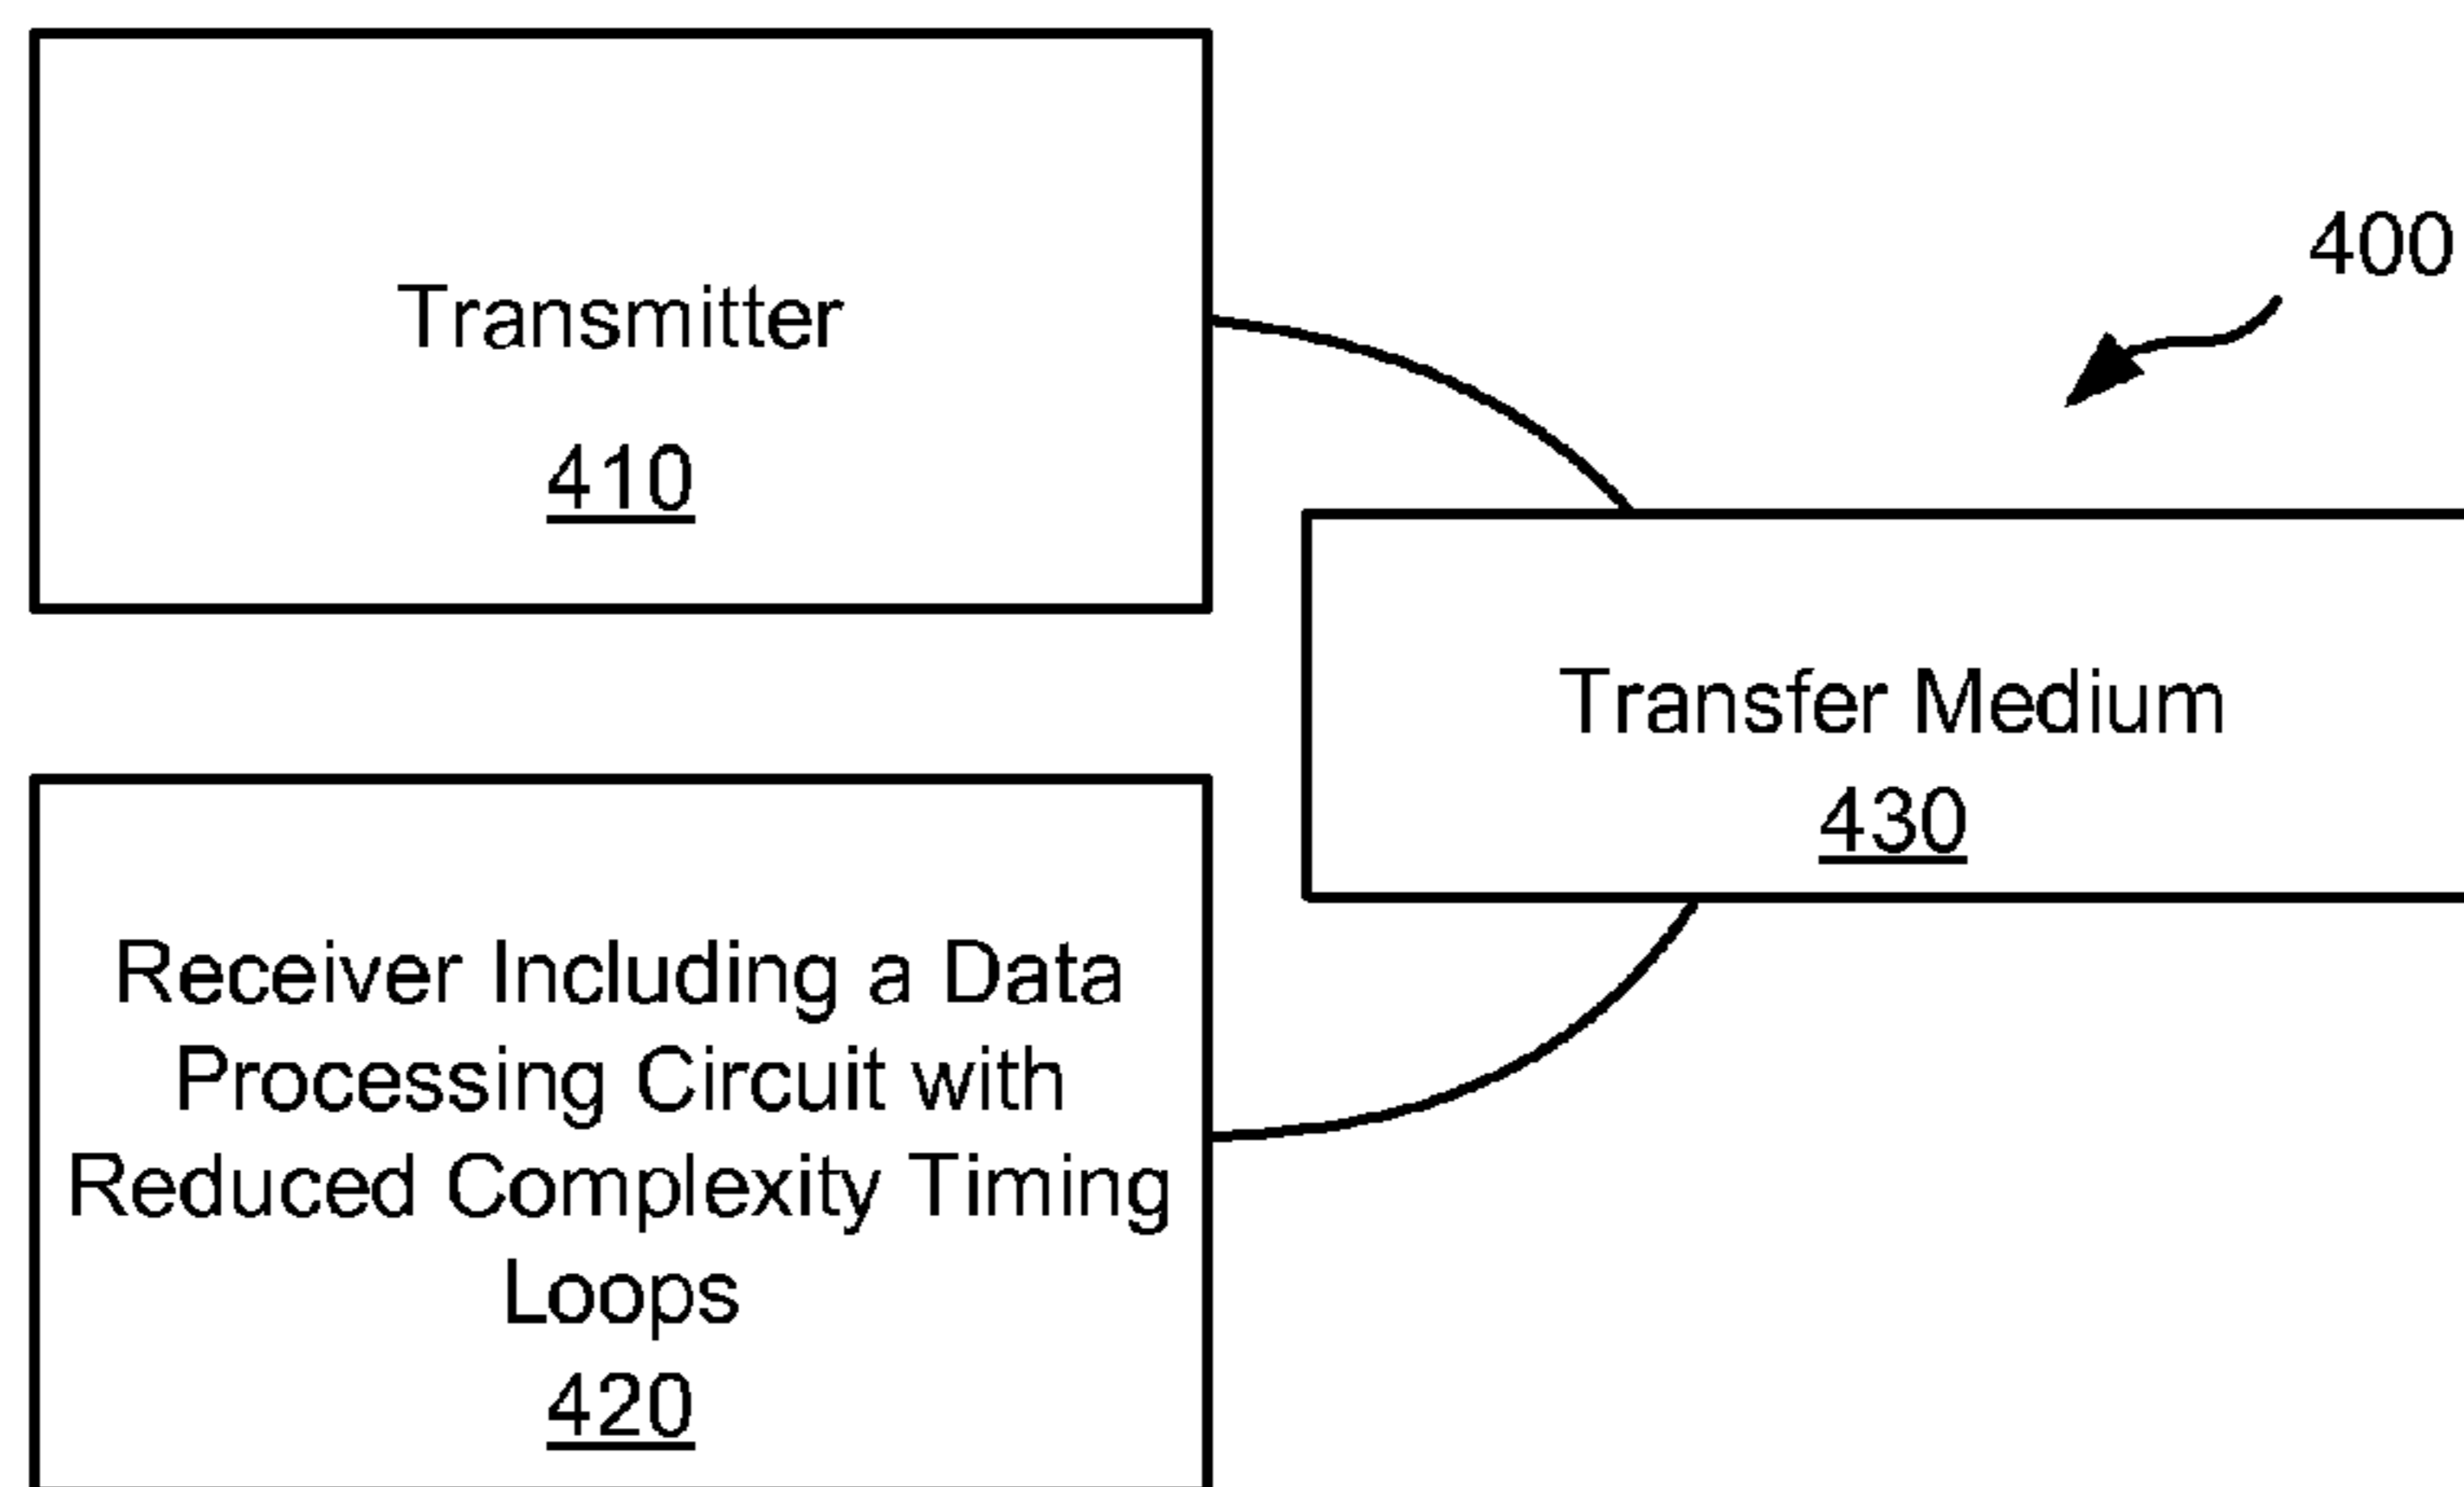 Transmitter
410
400
Transfer Medium
430
Receiver Including a Data
Processing Circuit with
Reduced Complexity Timing
Loops
420